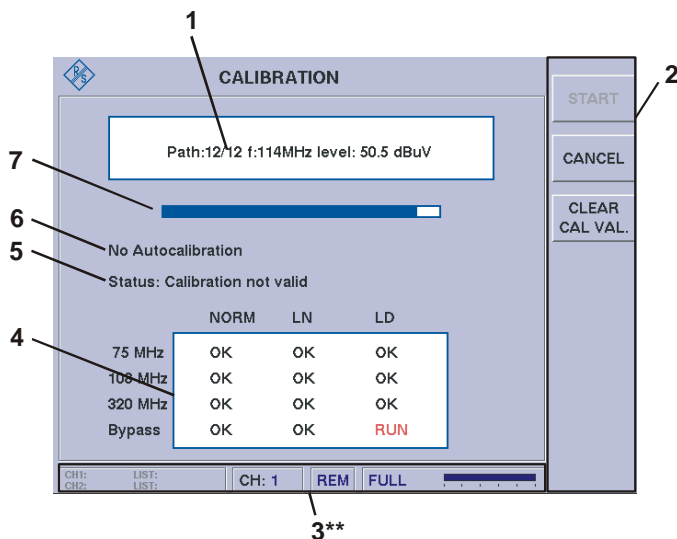 1
R/S
CALIBRATION
2
START
Path:12/12 f:114MHz level: 50.5 dBuV
CANCEL
7
CLEAR
CAL VAL.
6
No Autocalibration
5
Status: Calibration not valid
NORM LN LD
4
75 MHz OK OK OK
108 MHz OK OK OK
320 MHz OK OK OK
Bypass OK OK RUN
CH1: LIST:
CH2: LIST:
CH: 1 REM FULL
3**